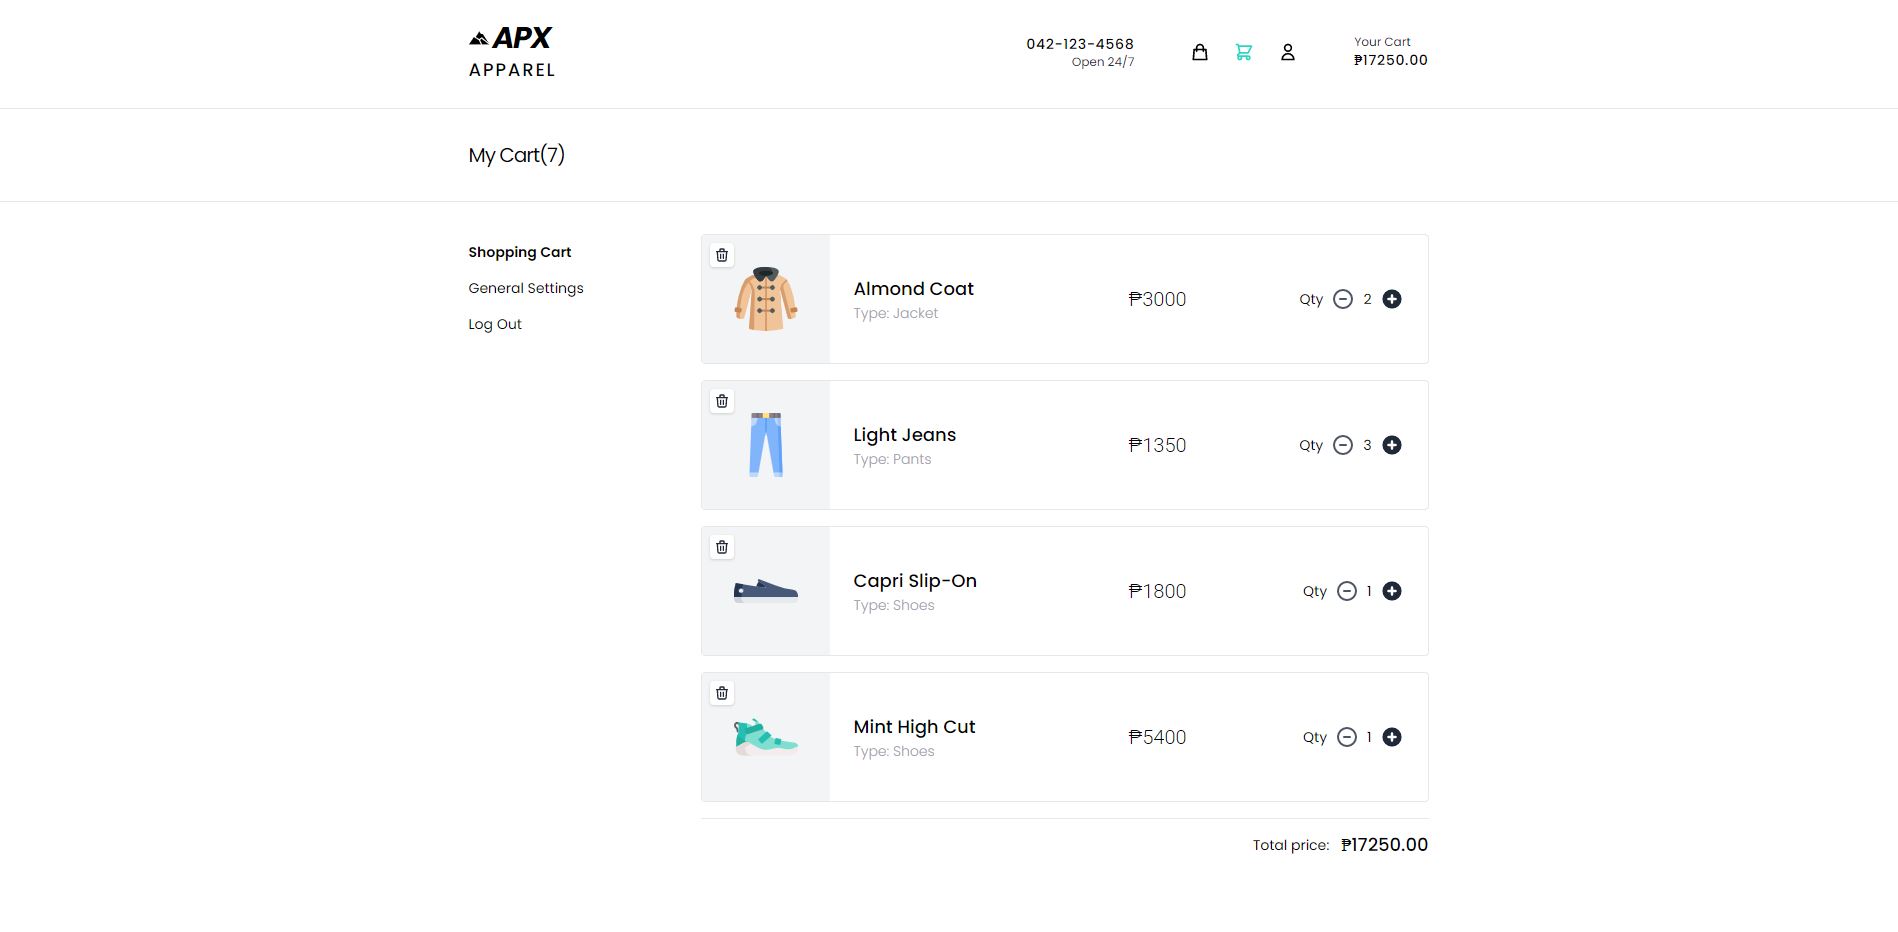 APX
APPAREL
042-123-4568
Open 24/7
Your Cart
₱17250.00
My Cart(7)
Shopping Cart
General Settings
Log Out
Almond Coat
Type: Jacket
₱3000
Qty 2
Light Jeans
Type: Pants
₱1350
Qty 3
Capri Slip-On
Type: Shoes
₱1800
Qty 1
Mint High Cut
Type: Shoes
₱5400
Qty 1
Total price: ₱17250.00